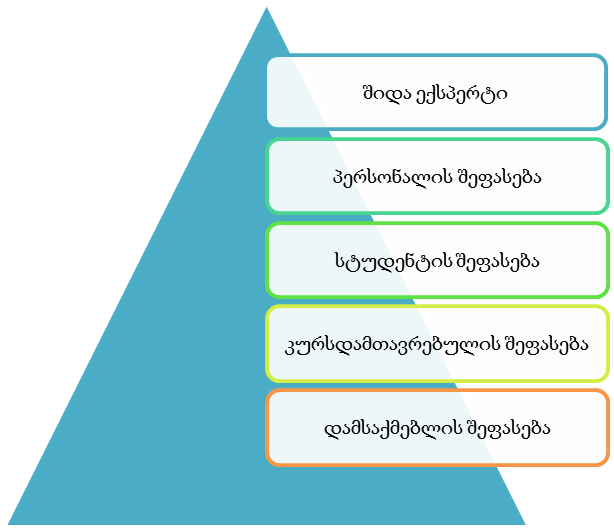 შიდა ექსპერტი
პერსონალის შეფასება
სტუდენტის შეფასება
კურსდამთავრებულის შეფასება
დამსაქმებლის შეფასება